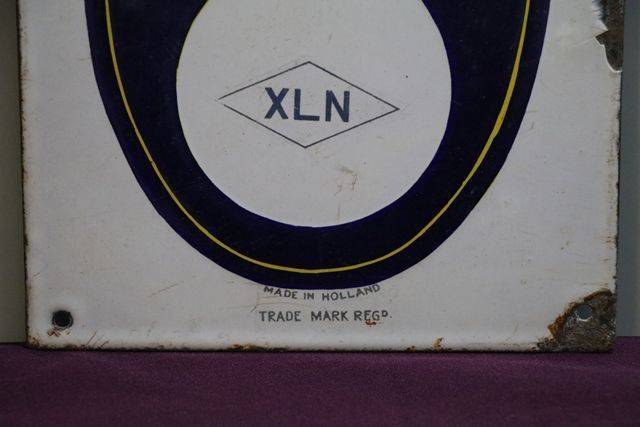 XLN
MADE IN HOLLAND
TRADE MARK REGD.